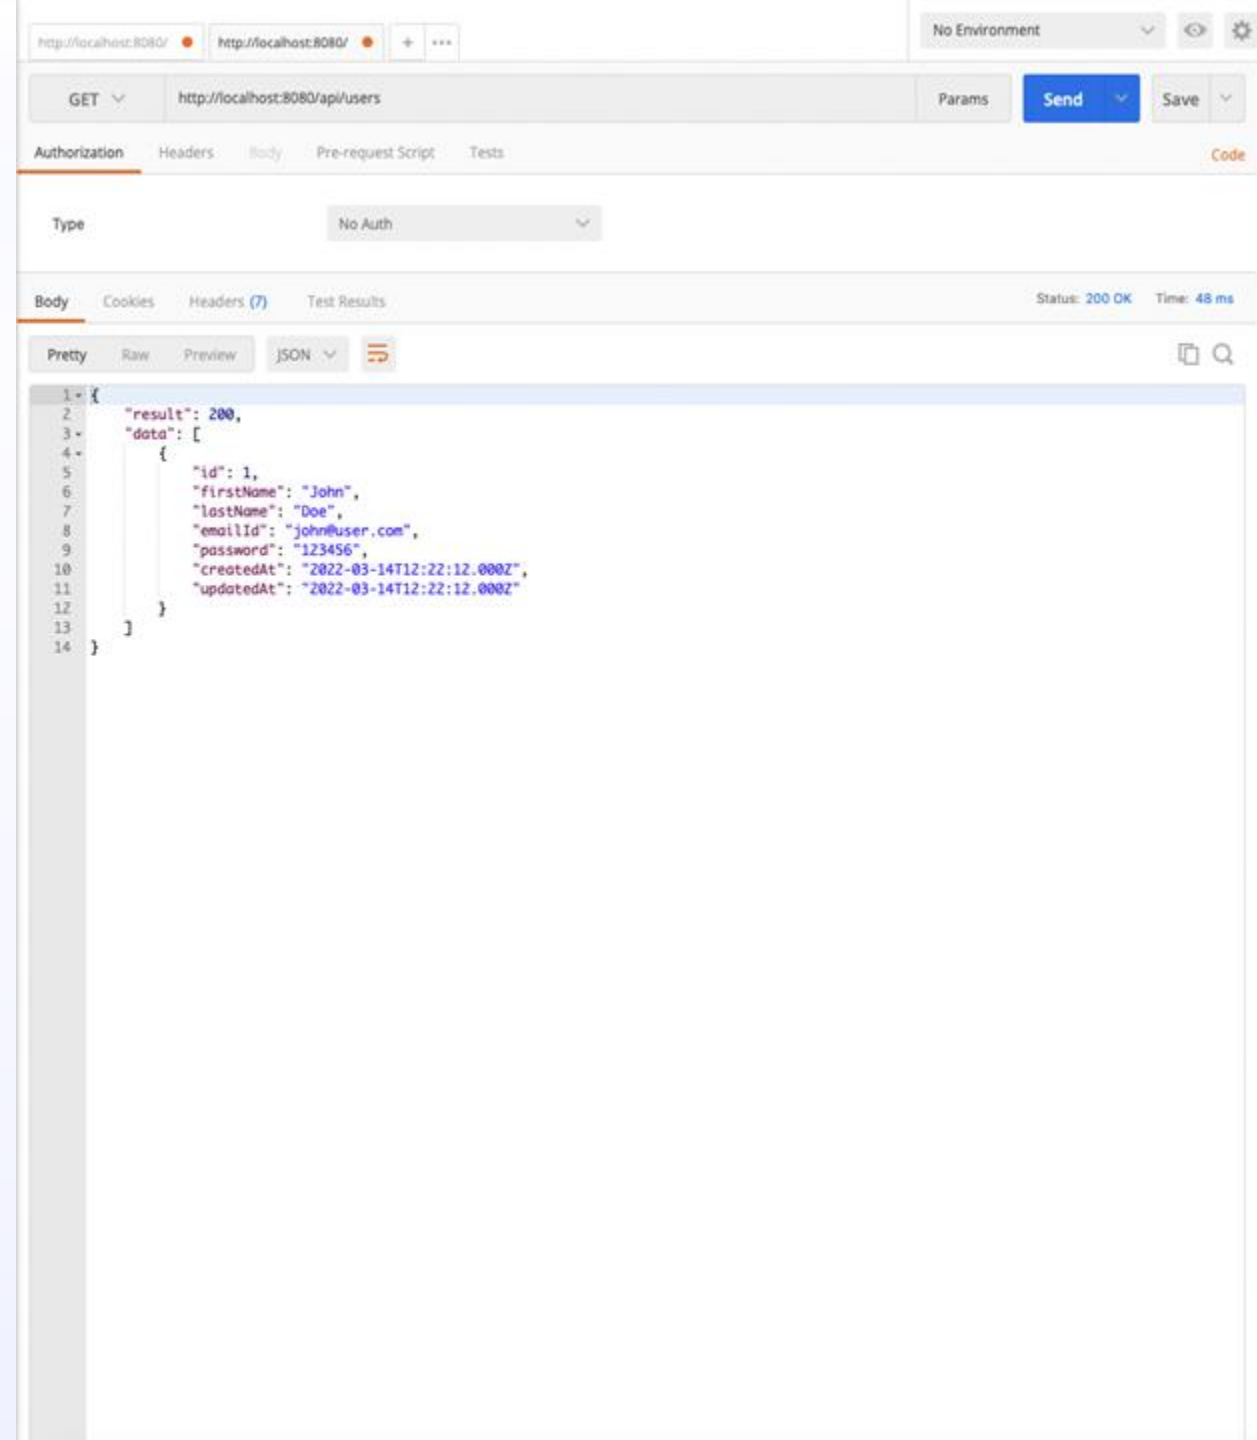 http://localhost:8080/ http://localhost:8080/ + ••• No Environment
GET http://localhost:8080/api/users Params Send Save
Authorization Headers Body Pre-request Script Tests Code
Type No Auth
Body Cookies Headers (7) Test Results Status: 200 OK Time: 48 ms
Pretty Raw Preview JSON
1 {
2 "result": 200,
3 "data": [
4 {
5 "id": 1,
6 "firstName": "John",
7 "lastName": "Doe",
8 "emailId": "john@user.com",
9 "password": "123456",
10 "createdAt": "2022-03-14T12:22:12.000Z",
11 "updatedAt": "2022-03-14T12:22:12.000Z"
12 }
13 ]
14 }